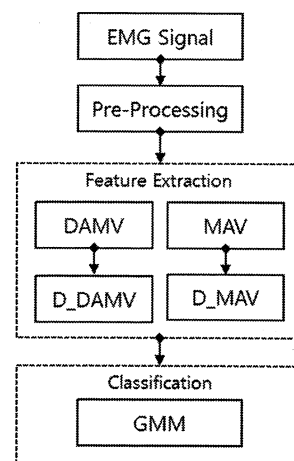 EMG Signal
Pre-Processing
Feature Extraction
DAMV MAV
D_DAMV D_MAV
Classification
GMM